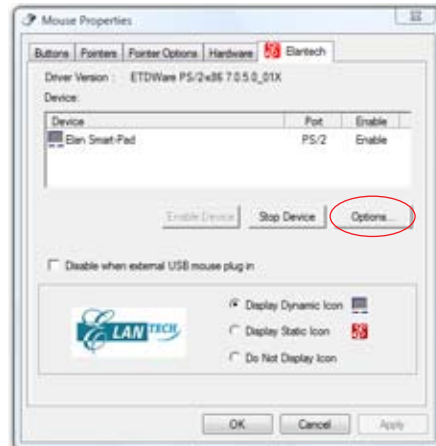 Mouse Properties
Buttons Pointers Pointer Options Hardware Elantech
Driver Version : ETDWare PS/2-x86 7.0.5.0_01X
Device:
Device Port Enable
Elan Smart-Pad PS/2 Enable
Enable Device Stop Device Options...
Disable when external USB mouse plug in
Display Dynamic Icon
ELAN TECH
Display Static Icon
Do Not Display Icon
OK Cancel Apply